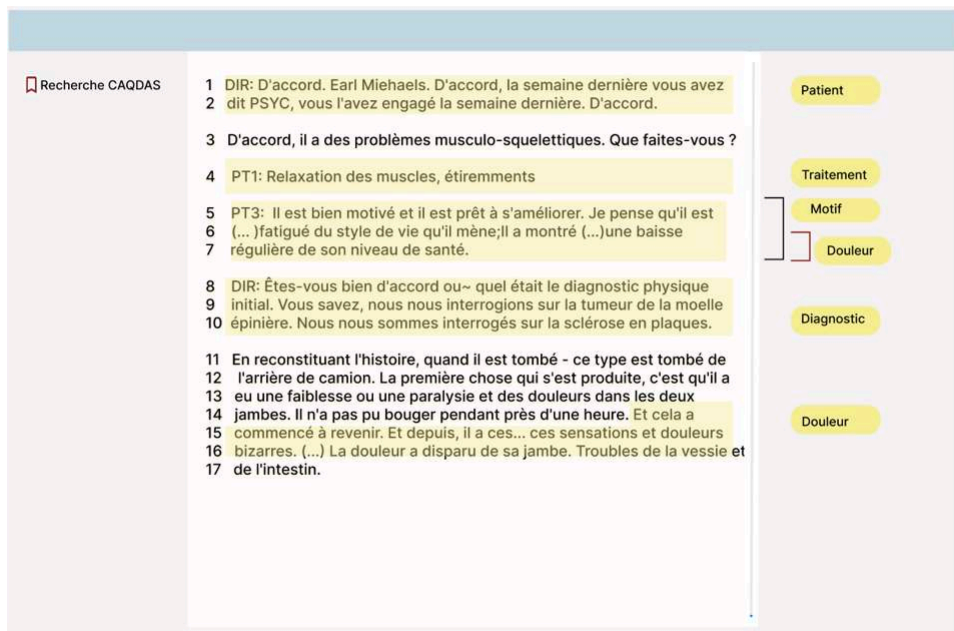 Recherche CAQDAS
1 DIR: D'accord. Earl Miehaels. D'accord, la semaine dernière vous avez
2 dit PSYC, vous l'avez engagé la semaine dernière. D'accord.
3 D'accord, il a des problèmes musculo-squelettiques. Que faites-vous ?
4 PT1: Relaxation des muscles, étiremments
5 PT3: Il est bien motivé et il est prêt à s'améliorer. Je pense qu'il est
6 (... )fatigué du style de vie qu'il mène;Il a montré (...)une baisse
7 régulière de son niveau de santé.
8 DIR: Êtes-vous bien d'accord ou~ quel était le diagnostic physique
9 initial. Vous savez, nous nous interrogions sur la tumeur de la moelle
10 épinière. Nous nous sommes interrogés sur la sclérose en plaques.
11 En reconstituant l'histoire, quand il est tombé - ce type est tombé de
12 l'arrière de camion. La première chose qui s'est produite, c'est qu'il a
13 eu une faiblesse ou une paralysie et des douleurs dans les deux
14 jambes. Il n'a pas pu bouger pendant près d'une heure. Et cela a
15 commencé à revenir. Et depuis, il a ces... ces sensations et douleurs
16 bizarres. (...) La douleur a disparu de sa jambe. Troubles de la vessie et
17 de l'intestin.
Patient
Traitement
Motif
Douleur
Diagnostic
Douleur